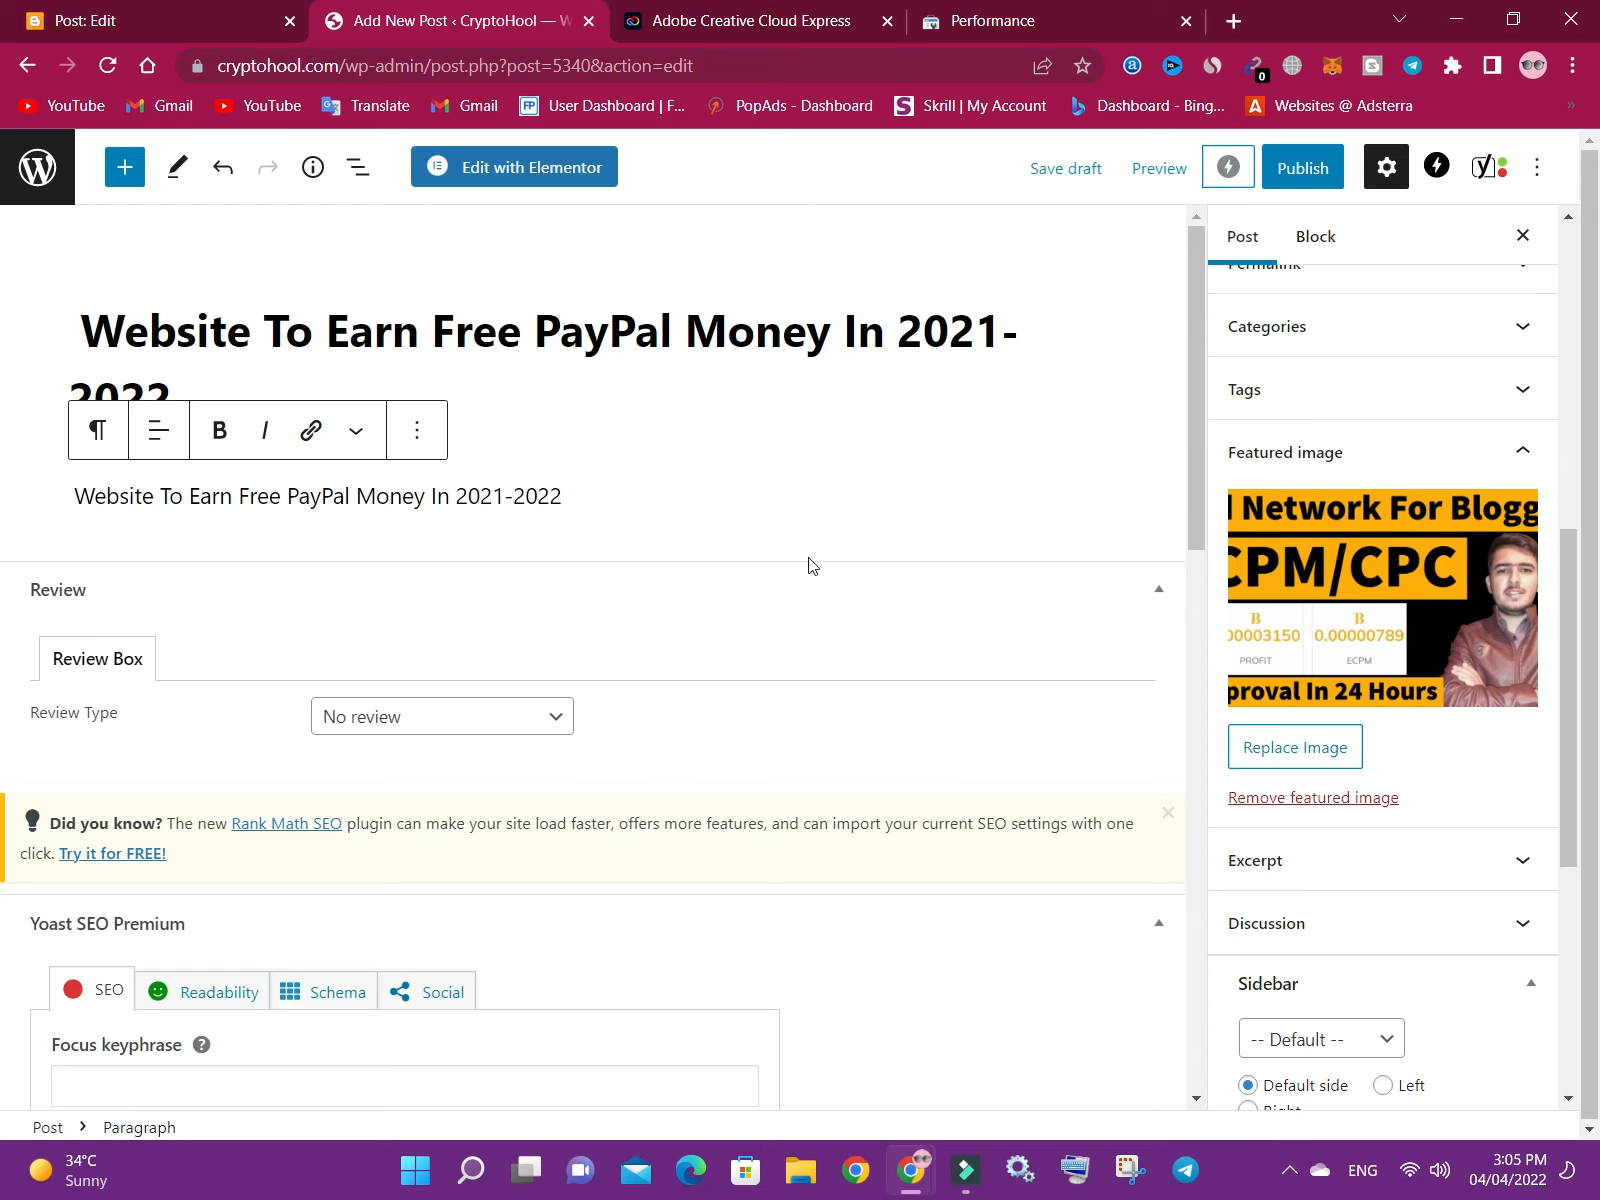 Post: Edit
Add New Post ‹ CryptoHool — W
Adobe Creative Cloud Express
Performance
cryptohool.com/wp-admin/post.php?post=5340&action=edit
0
YouTube
Gmail
YouTube
Translate
Gmail
User Dashboard | F...
PopAds - Dashboard
Skrill | My Account
Dashboard - Bing...
Websites @ Adsterra
»
Edit with Elementor
Save draft
Preview
Publish
Post
Block
Permalink
Website To Earn Free PayPal Money In 2021-
2022
B I
Website To Earn Free PayPal Money In 2021-2022
Categories
Tags
Featured image
l Network For Blogg
CPM/CPC
B
B
00003150
0.00000789
PROFIT
ECPM
proval In 24 Hours
Replace Image
Remove featured image
Excerpt
Discussion
Sidebar
-- Default --
Default side
Left
Right
Review
Review Box
Review Type
No review
Did you know? The new Rank Math SEO plugin can make your site load faster, offers more features, and can import your current SEO settings with one
click. Try it for FREE!
Yoast SEO Premium
SEO
Readability
Schema
Social
Focus keyphrase
Post
Paragraph
34°C
Sunny
ENG
3:05 PM
04/04/2022